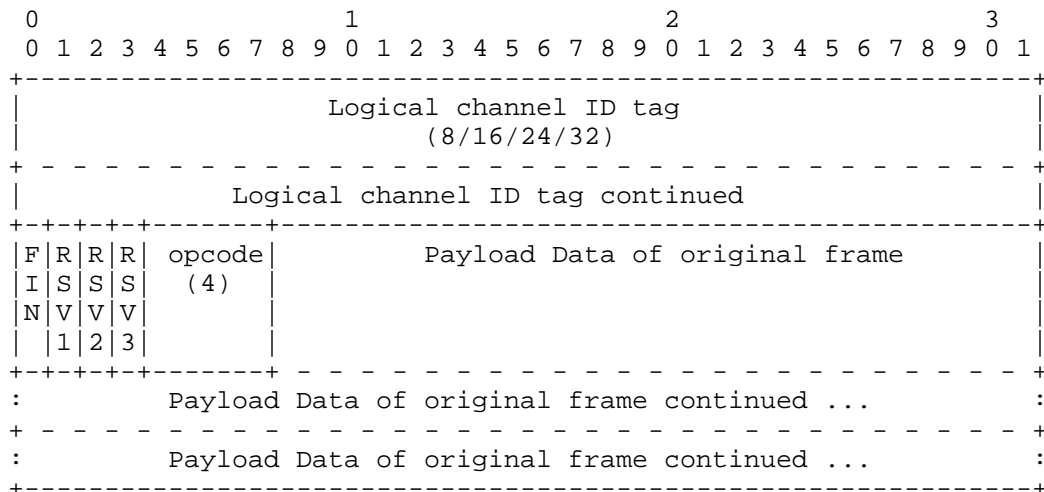 0                   1                   2                   3
 0 1 2 3 4 5 6 7 8 9 0 1 2 3 4 5 6 7 8 9 0 1 2 3 4 5 6 7 8 9 0 1
+---------------------------------------------------------------+
|                   Logical channel ID tag                      |
|                         (8/16/24/32)                          |
+ - - - - - - - - - - - - - - - - - - - - - - - - - - - - - - - +
|             Logical channel ID tag continued                  |
+-+-+-+-+-------+-----------------------------------------------+
|F|R|R|R| opcode|         Payload Data of original frame        |
|I|S|S|S|  (4)  |                                               |
|N|V|V|V|       |                                               |
| |1|2|3|       |                                               |
+-+-+-+-+-------+ - - - - - - - - - - - - - - - - - - - - - - - +
:         Payload Data of original frame continued ...          :
+ - - - - - - - - - - - - - - - - - - - - - - - - - - - - - - - +
:         Payload Data of original frame continued ...          :
+---------------------------------------------------------------+